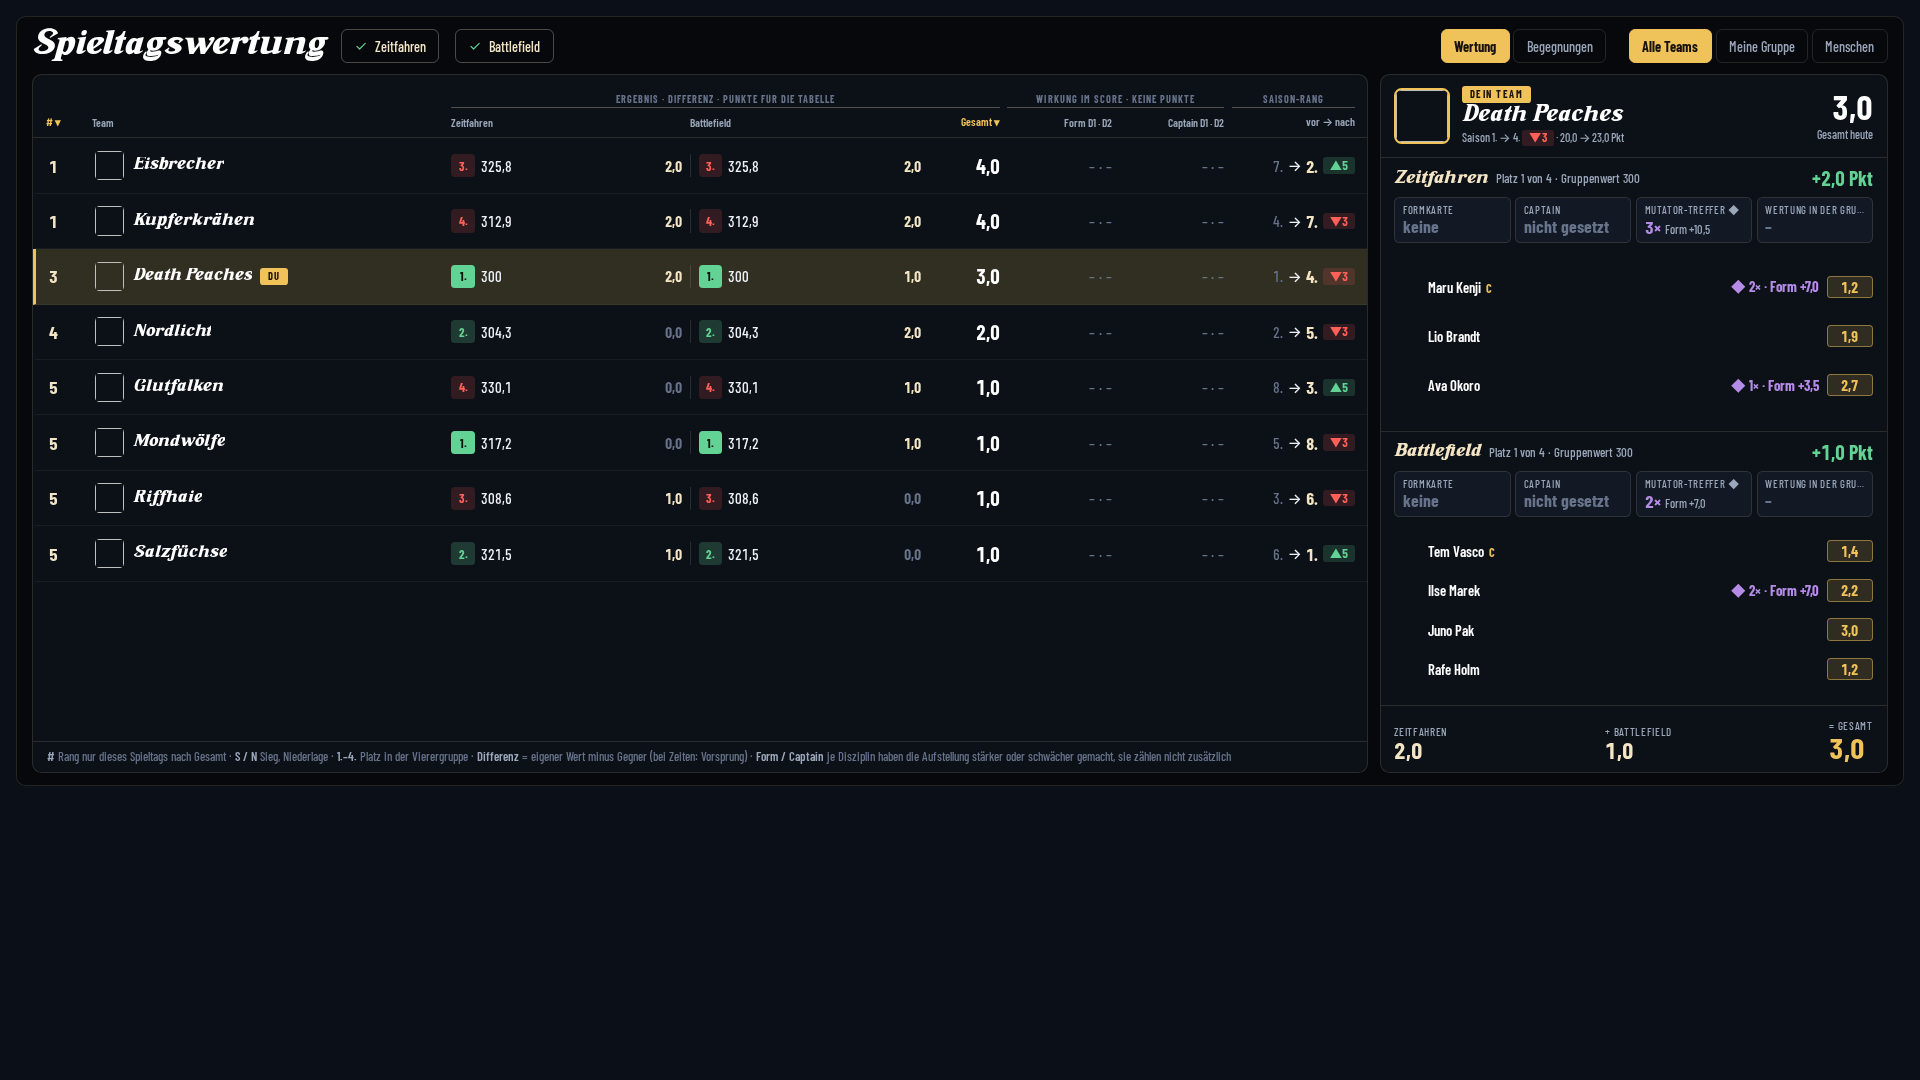 Spieltagswertung ✓ Zeitfahren ✓ Battlefield Wertung Begegnungen Alle Teams Meine Gruppe Menschen
ERGEBNIS · DIFFERENZ · PUNKTE FÜR DIE TABELLE WIRKUNG IM SCORE · KEINE PUNKTE SAISON-RANG
# ▾ Team Zeitfahren Battlefield Gesamt ▾ Form D1 · D2 Captain D1 · D2 vor → nach
1 Eisbrecher 3. 325,8 2,0 3. 325,8 2,0 4,0 – · – – · – 7. → 2. ▲5
1 Kupferkrähen 4. 312,9 2,0 4. 312,9 2,0 4,0 – · – – · – 4. → 7. ▼3
3 Death Peaches DU 1. 300 2,0 1. 300 1,0 3,0 – · – – · – 1. → 4. ▼3
4 Nordlicht 2. 304,3 0,0 2. 304,3 2,0 2,0 – · – – · – 2. → 5. ▼3
5 Glutfalken 4. 330,1 0,0 4. 330,1 1,0 1,0 – · – – · – 8. → 3. ▲5
5 Mondwölfe 1. 317,2 0,0 1. 317,2 1,0 1,0 – · – – · – 5. → 8. ▼3
5 Riffhaie 3. 308,6 1,0 3. 308,6 0,0 1,0 – · – – · – 3. → 6. ▼3
5 Salzfüchse 2. 321,5 1,0 2. 321,5 0,0 1,0 – · – – · – 6. → 1. ▲5
# Rang nur dieses Spieltags nach Gesamt · S / N Sieg, Niederlage · 1.–4. Platz in der Vierergruppe · Differenz = eigener Wert minus Gegner (bei Zeiten: Vorsprung) · Form / Captain je Disziplin haben die Aufstellung stärker oder schwächer gemacht, sie zählen nicht zusätzlich
DEIN TEAM
Death Peaches 3,0
Saison 1. → 4. ▼3 · 20,0 → 23,0 Pkt Gesamt heute
Zeitfahren Platz 1 von 4 · Gruppenwert 300 +2,0 Pkt
FORMKARTE CAPTAIN MUTATOR-TREFFER ◆ WERTUNG IN DER GRU…
keine nicht gesetzt 3× Form +10,5 –
Maru Kenji C ◆ 2× · Form +7,0 1,2
Lio Brandt 1,9
Ava Okoro ◆ 1× · Form +3,5 2,7
Battlefield Platz 1 von 4 · Gruppenwert 300 +1,0 Pkt
FORMKARTE CAPTAIN MUTATOR-TREFFER ◆ WERTUNG IN DER GRU…
keine nicht gesetzt 2× Form +7,0 –
Tem Vasco C 1,4
Ilse Marek ◆ 2× · Form +7,0 2,2
Juno Pak 3,0
Rafe Holm 1,2
ZEITFAHREN + BATTLEFIELD = GESAMT
2,0 1,0 3,0